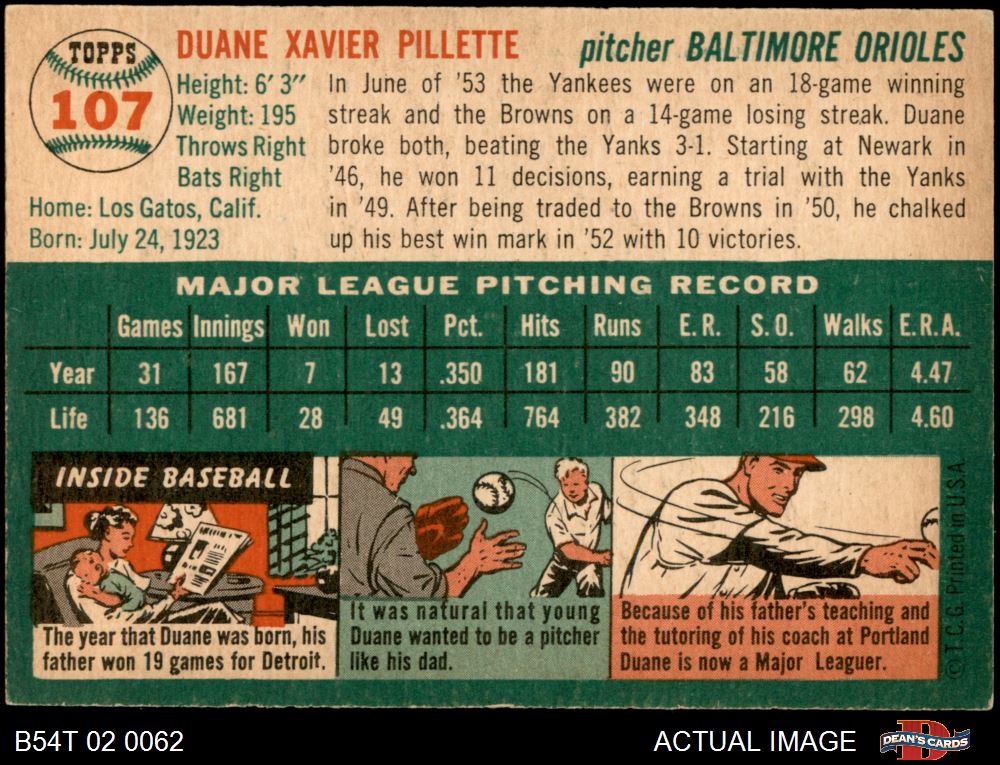 TOPPS
107
DUANE XAVIER PILLETTE
pitcher BALTIMORE ORIOLES
Height: 6' 3"
Weight: 195
Throws Right
Bats Right
Home: Los Gatos, Calif.
Born: July 24, 1923
In June of '53 the Yankees were on an 18-game winning
streak and the Browns on a 14-game losing streak. Duane
broke both, beating the Yanks 3-1. Starting at Newark in
'46, he won 11 decisions, earning a trial with the Yanks
in '49. After being traded to the Browns in '50, he chalked
up his best win mark in '52 with 10 victories.
MAJOR LEAGUE PITCHING RECORD
Games Innings Won Lost Pct. Hits Runs E.R. S.O. Walks E.R.A.
Year 31 167 7 13 .350 181 90 83 58 62 4.47
Life 136 681 28 49 .364 764 382 348 216 298 4.60
INSIDE BASEBALL
The year that Duane was born, his
father won 19 games for Detroit.
It was natural that young
Duane wanted to be a pitcher
like his dad.
Because of his father's teaching and
the tutoring of his coach at Portland
Duane is now a Major Leaguer.
© T.C.G. Printed in U.S.A.
B54T 02 0062
ACTUAL IMAGE
DEAN'S CARDS